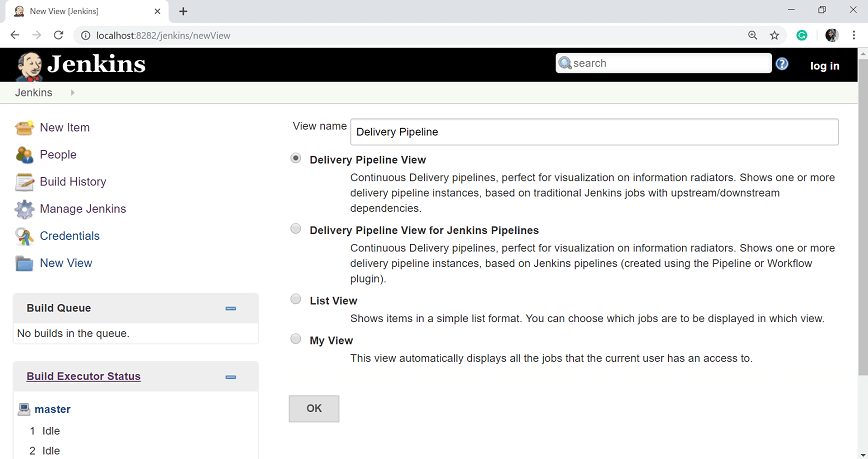 New View [Jenkins]
localhost:8282/jenkins/newView
Jenkins
search
?
log in
Jenkins
New Item
People
Build History
Manage Jenkins
Credentials
New View
Build Queue
No builds in the queue.
Build Executor Status
master
1 Idle
2 Idle
View name
Delivery Pipeline
Delivery Pipeline View
Continuous Delivery pipelines, perfect for visualization on information radiators. Shows one or more
delivery pipeline instances, based on traditional Jenkins jobs with upstream/downstream
dependencies.
Delivery Pipeline View for Jenkins Pipelines
Continuous Delivery pipelines, perfect for visualization on information radiators. Shows one or more
delivery pipeline instances, based on Jenkins pipelines (created using the Pipeline or Workflow
plugin).
List View
Shows items in a simple list format. You can choose which jobs are to be displayed in which view.
My View
This view automatically displays all the jobs that the current user has an access to.
OK